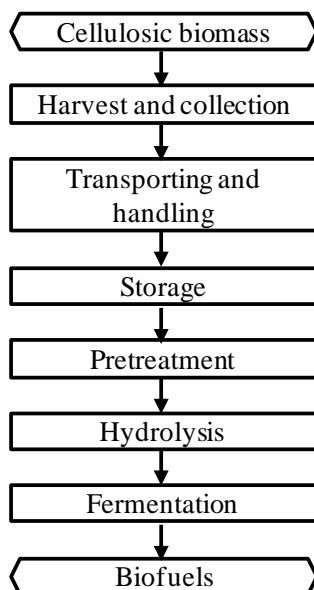 Cellulosic biomass
Harvest and collection
Transporting and
handling
Storage
Pretreatment
Hydrolysis
Fermentation
Biofuels